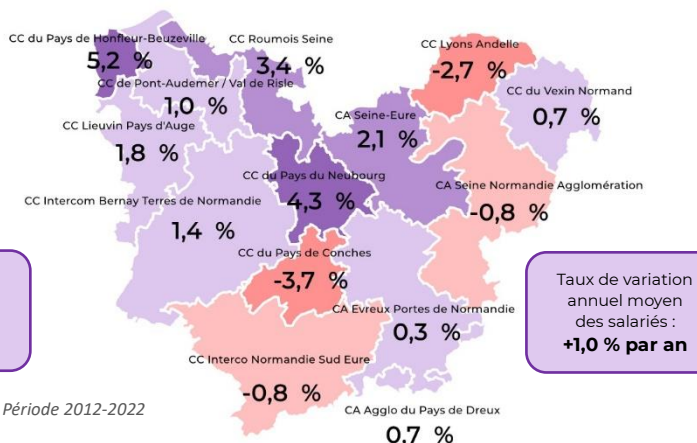 CC du Pays de Honfleur-Beuzeville
5,2 %
CC Roumois Seine
3,4 %
CC Lyons Andelle
-2,7 %
CC de Pont-Audemer / Val de Risle
1,0 %
CC du Vexin Normand
0,7 %
CC Lieuvin Pays d'Auge
1,8 %
CA Seine-Eure
2,1 %
CC du Pays du Neubourg
4,3 %
CA Seine Normandie Agglomération
-0,8 %
CC Intercom Bernay Terres de Normandie
1,4 %
CC du Pays de Conches
-3,7 %
CA Evreux Portes de Normandie
0,3 %
CC Interco Normandie Sud Eure
-0,8 %
CA Agglo du Pays de Dreux
0,7 %
Taux de variation
annuel moyen
des salariés :
+1,0 % par an
Période 2012-2022